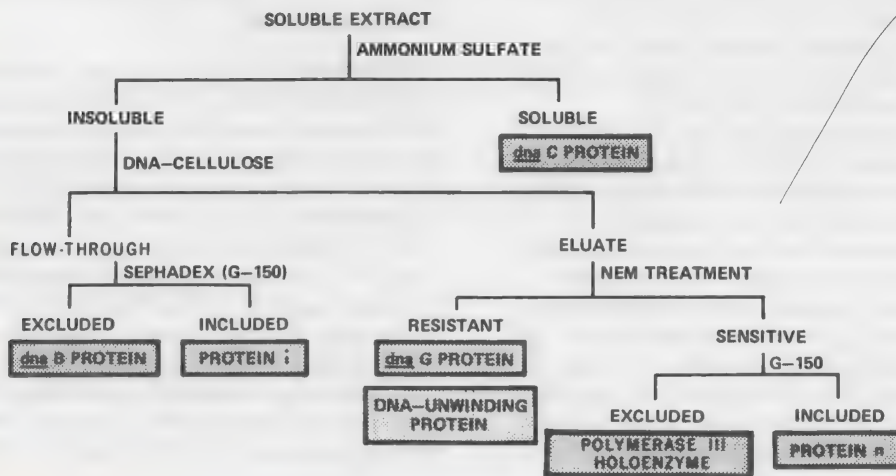 SOLUBLE EXTRACT
AMMONIUM SULFATE
INSOLUBLE
SOLUBLE
dna C PROTEIN
DNA-CELLULOSE
FLOW-THROUGH
ELUATE
SEPHADEX (G-150)
NEM TREATMENT
EXCLUDED
INCLUDED
RESISTANT
SENSITIVE
dna B PROTEIN
PROTEIN i
dna G PROTEIN
G-150
DNA-UNWINDING
PROTEIN
EXCLUDED
INCLUDED
POLYMERASE III
HOLOENZYME
PROTEIN n